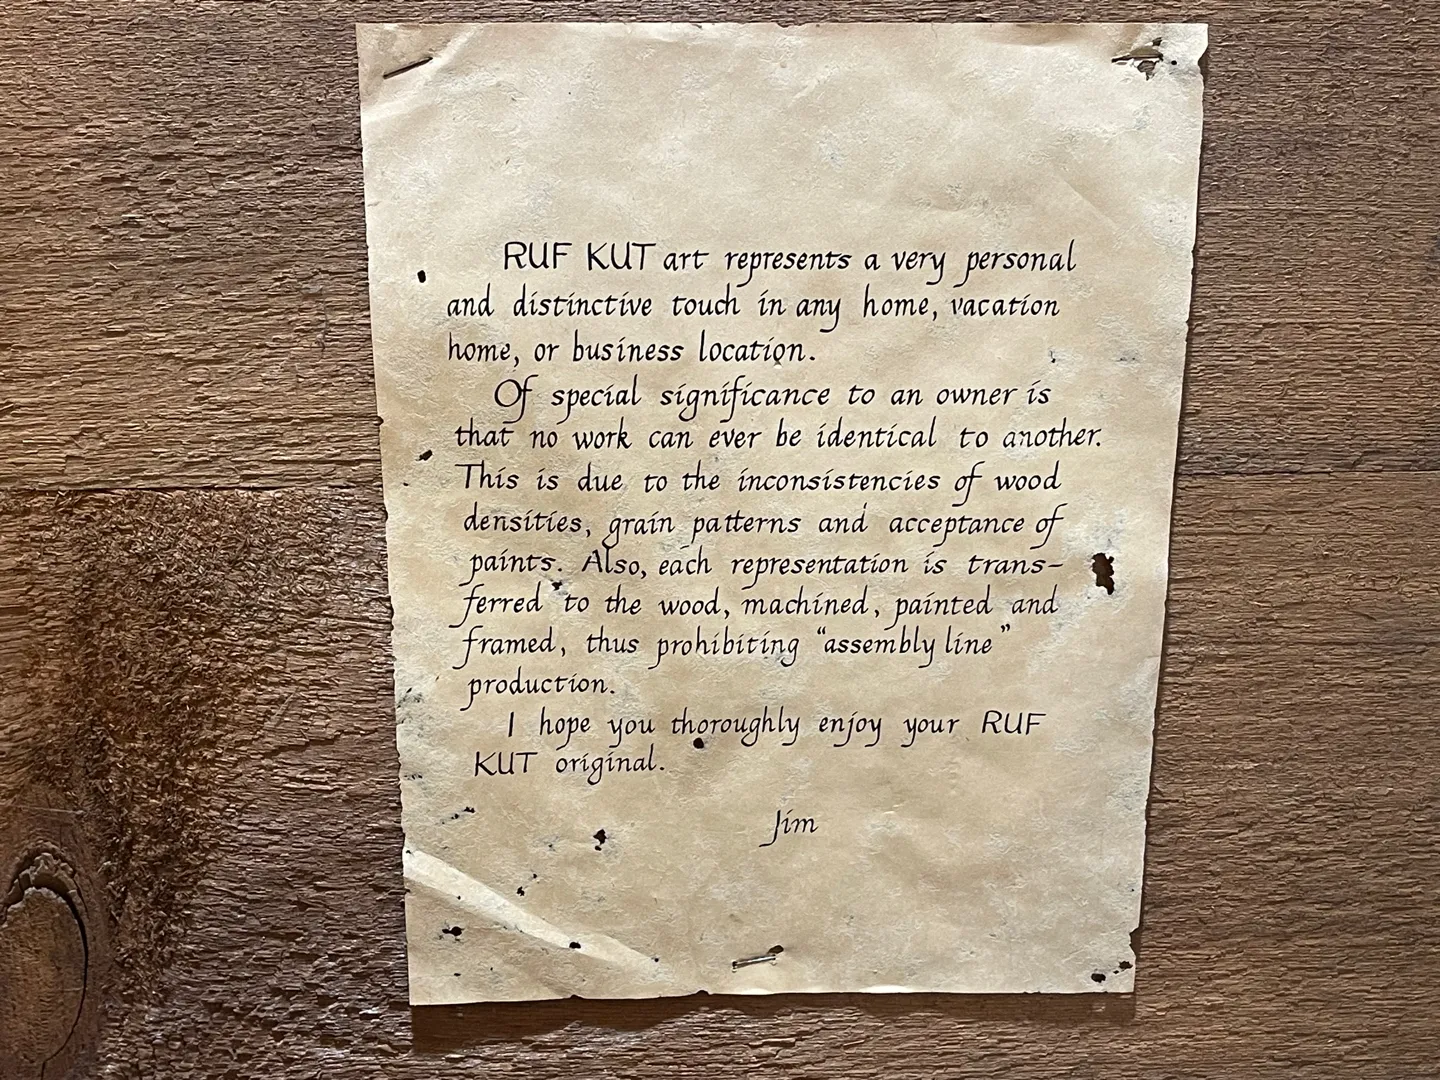 RUF KUT art represents a very personal
and distinctive touch in any home, vacation
home, or business location.
Of special significance to an owner is
that no work can ever be identical to another.
This is due to the inconsistencies of wood
densities, grain patterns and acceptance of
paints. Also, each representation is trans-
ferred to the wood, machined, painted and
framed, thus prohibiting "assembly line"
production.
I hope you thoroughly enjoy your RUF
KUT original.
Jim